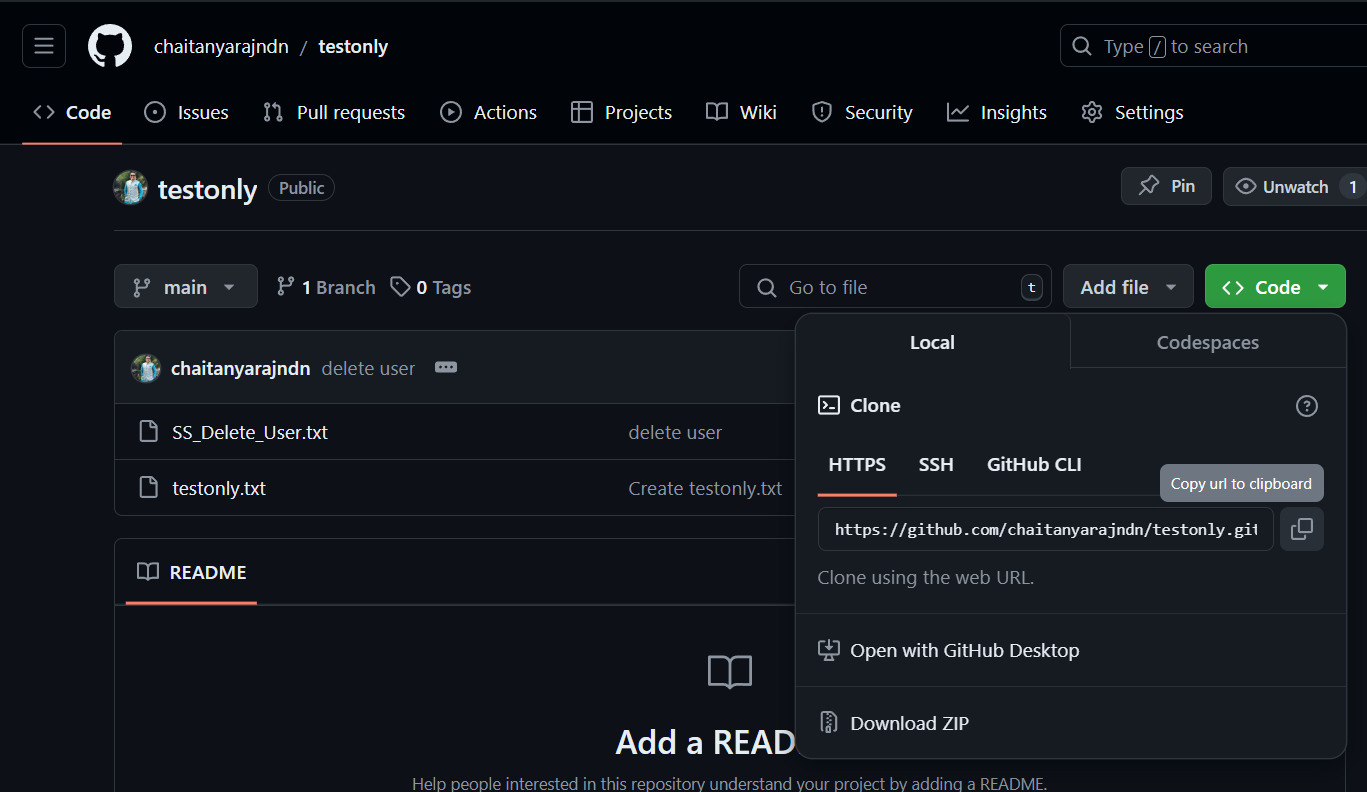 chaitanyarajndn / testonly
Type / to search
Code Issues Pull requests Actions Projects Wiki Security Insights Settings
testonly Public
Pin Unwatch 1
main 1 Branch 0 Tags
Go to file t Add file Code
chaitanyarajndn delete user
SS_Delete_User.txt delete user
testonly.txt Create testonly.txt
Local Codespaces
Clone
HTTPS SSH GitHub CLI
Copy url to clipboard
https://github.com/chaitanyarajndn/testonly.git
Clone using the web URL.
Open with GitHub Desktop
Download ZIP
README
Add a READ
Help people interested in this repository understand your project by adding a README.